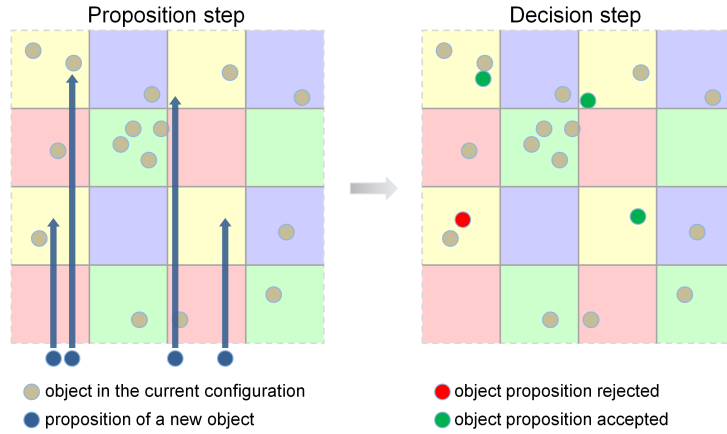 Proposition step
Decision step
object in the current configuration
proposition of a new object
object proposition rejected
object proposition accepted